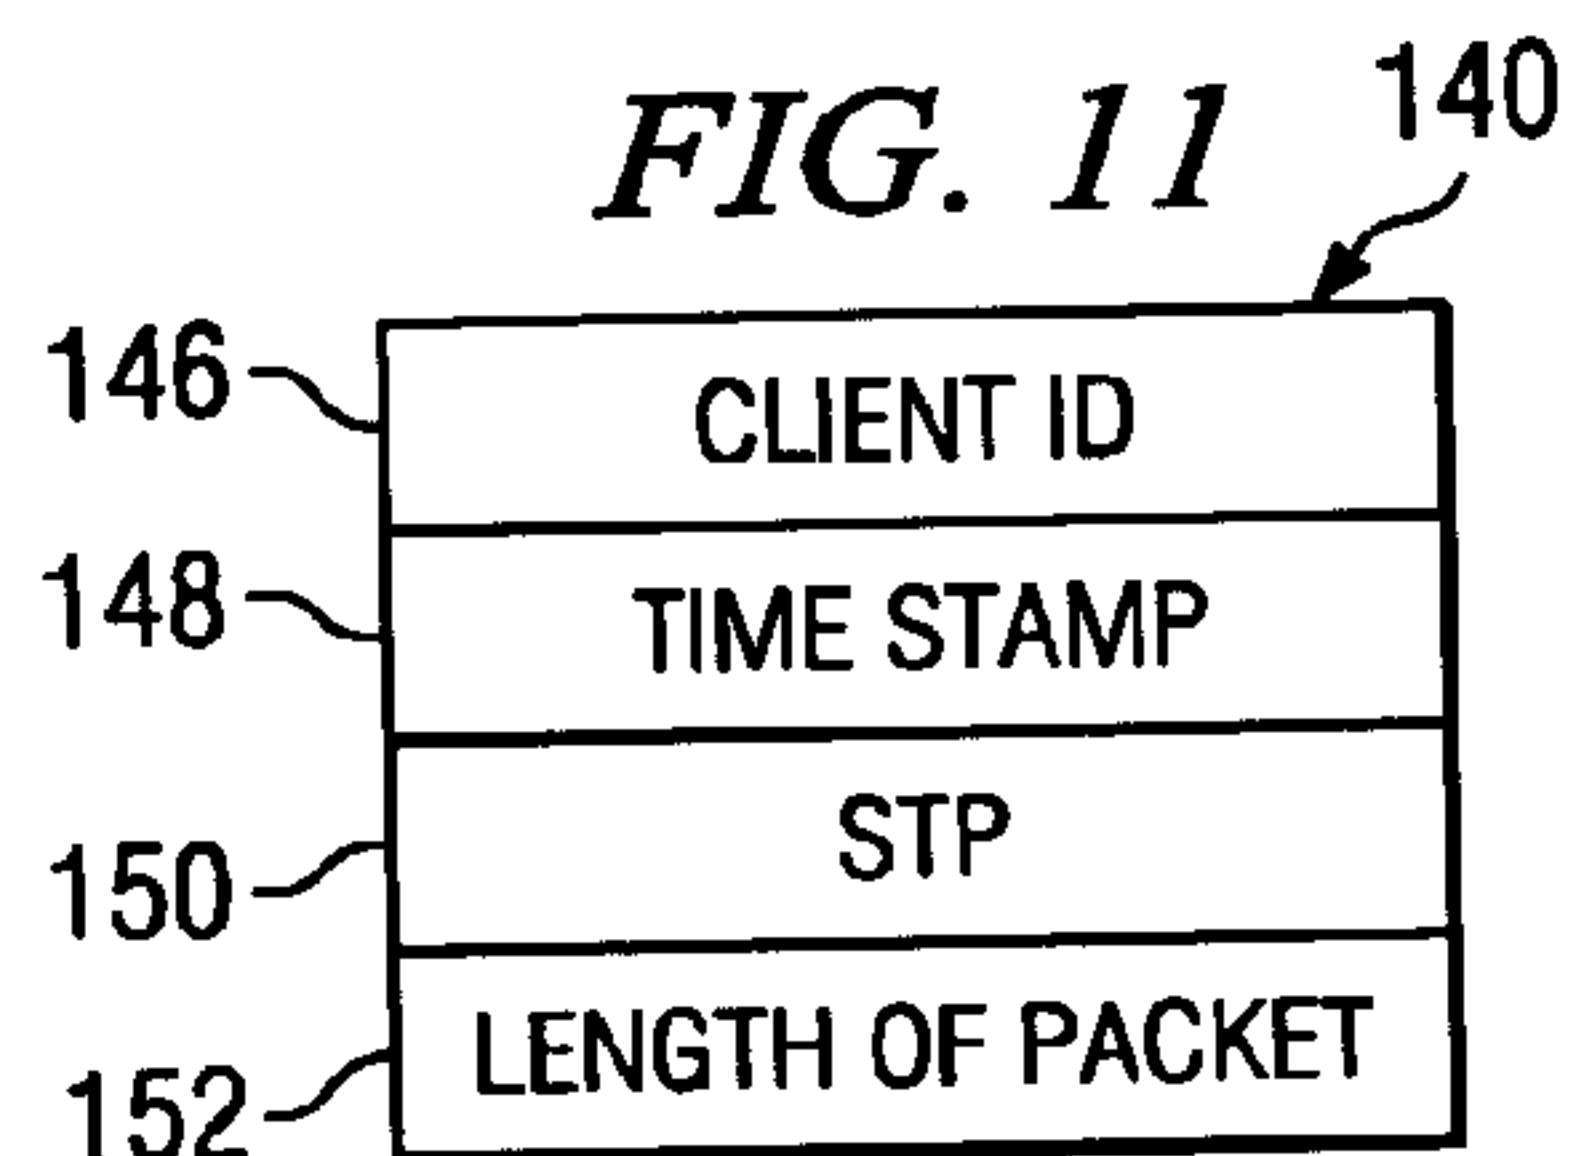 FIG. 11
140
146
CLIENT ID
148
TIME STAMP
150
STP
152
LENGTH OF PACKET